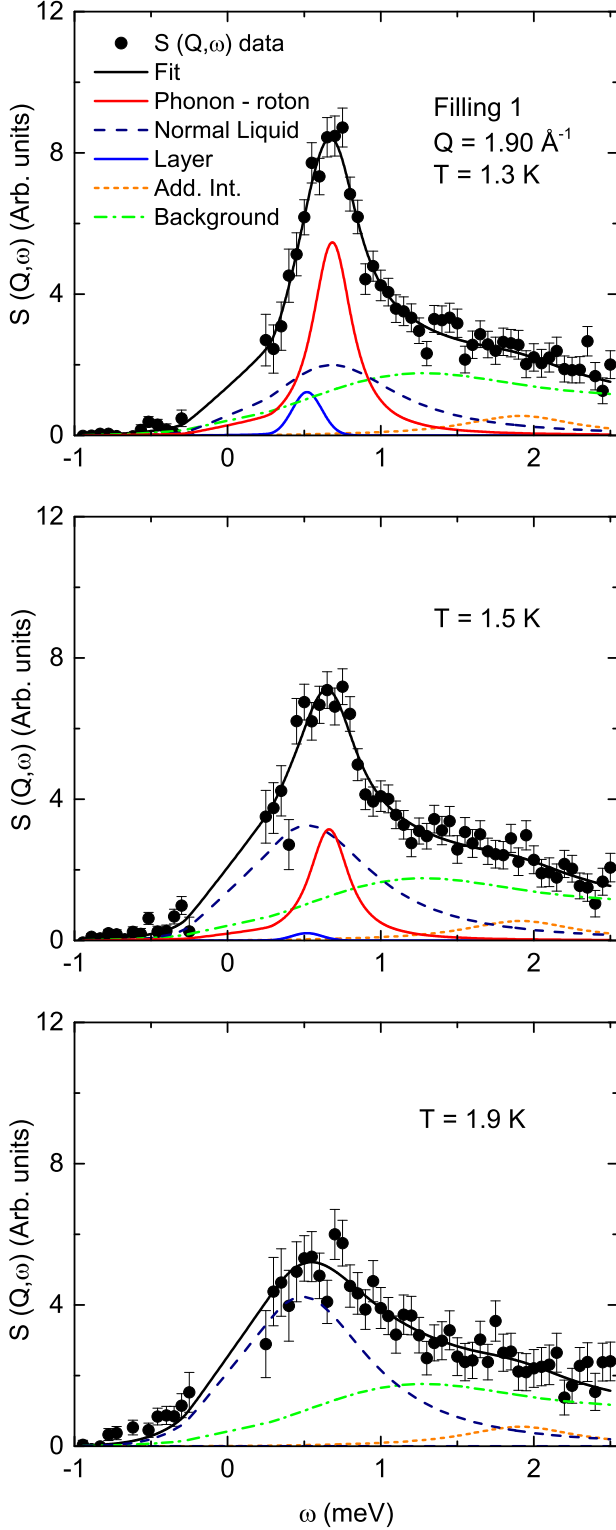 12
8
4
0
S (Q,ω) (Arb. units)
S (Q,ω) data
Fit
Phonon - roton
Normal Liquid
Layer
Add. Int.
Background
Filling 1
Q = 1.90 Å⁻¹
T = 1.3 K
-1 0 1 2
12
8
4
0
S (Q,ω) (Arb. units)
T = 1.5 K
-1 0 1 2
12
8
4
0
S (Q,ω) (Arb. units)
T = 1.9 K
-1 0 1 2
ω (meV)